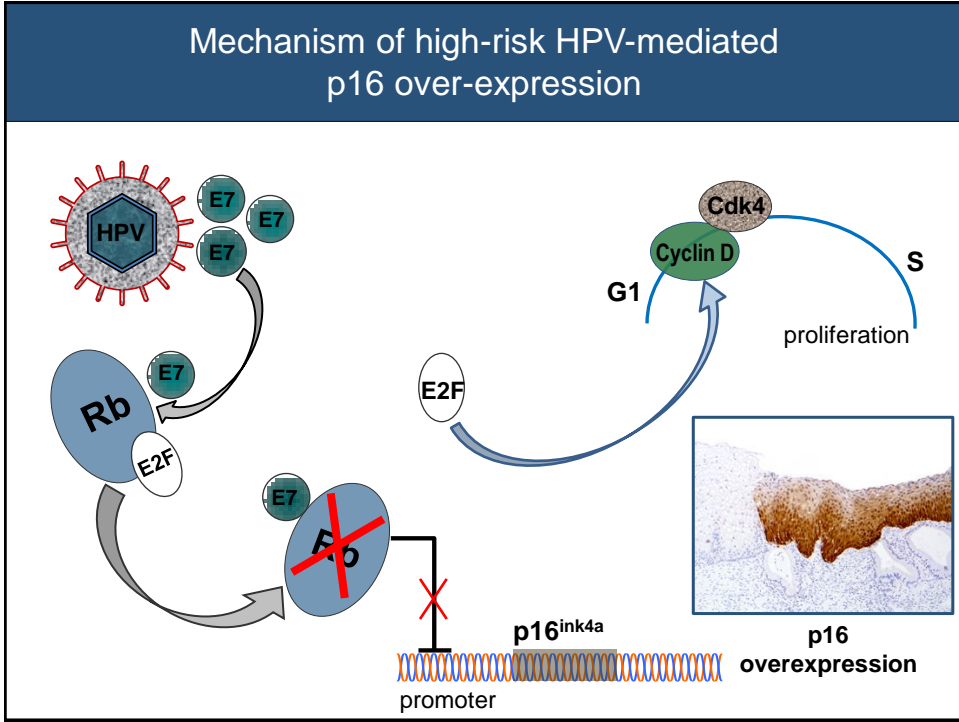 Mechanism of high-risk HPV-mediated
p16 over-expression
HPV
E7
E7
E7
E7
Rb
E2F
E7
Rb
E2F
Cdk4
Cyclin D
G1
S
proliferation
p16ink4a
promoter
p16
overexpression